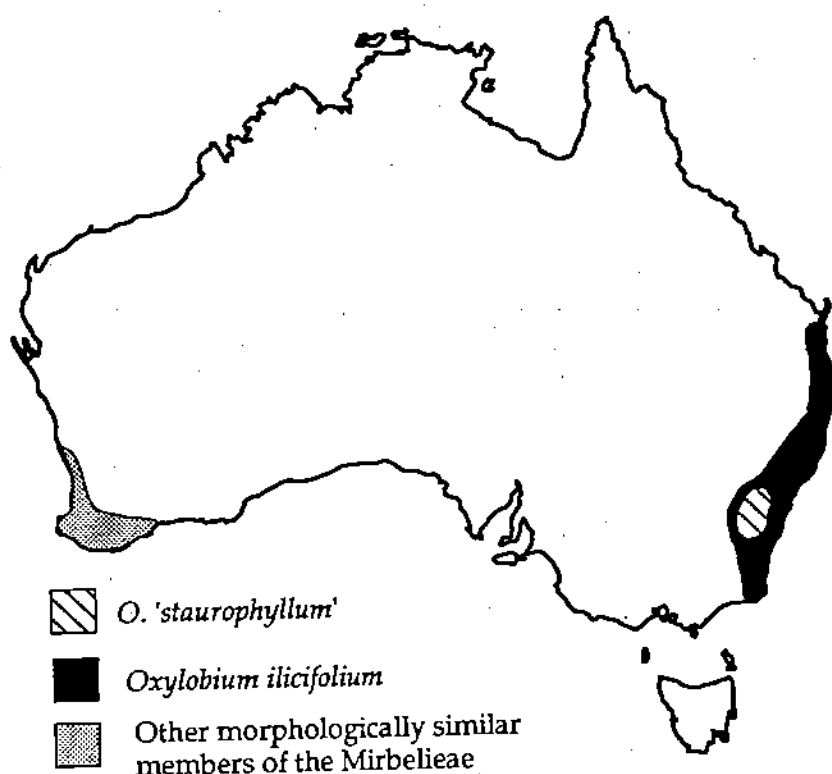 O. 'staurophyllum'
Oxylobium ilicifolium
Other morphologically similar
members of the Mirbelieae